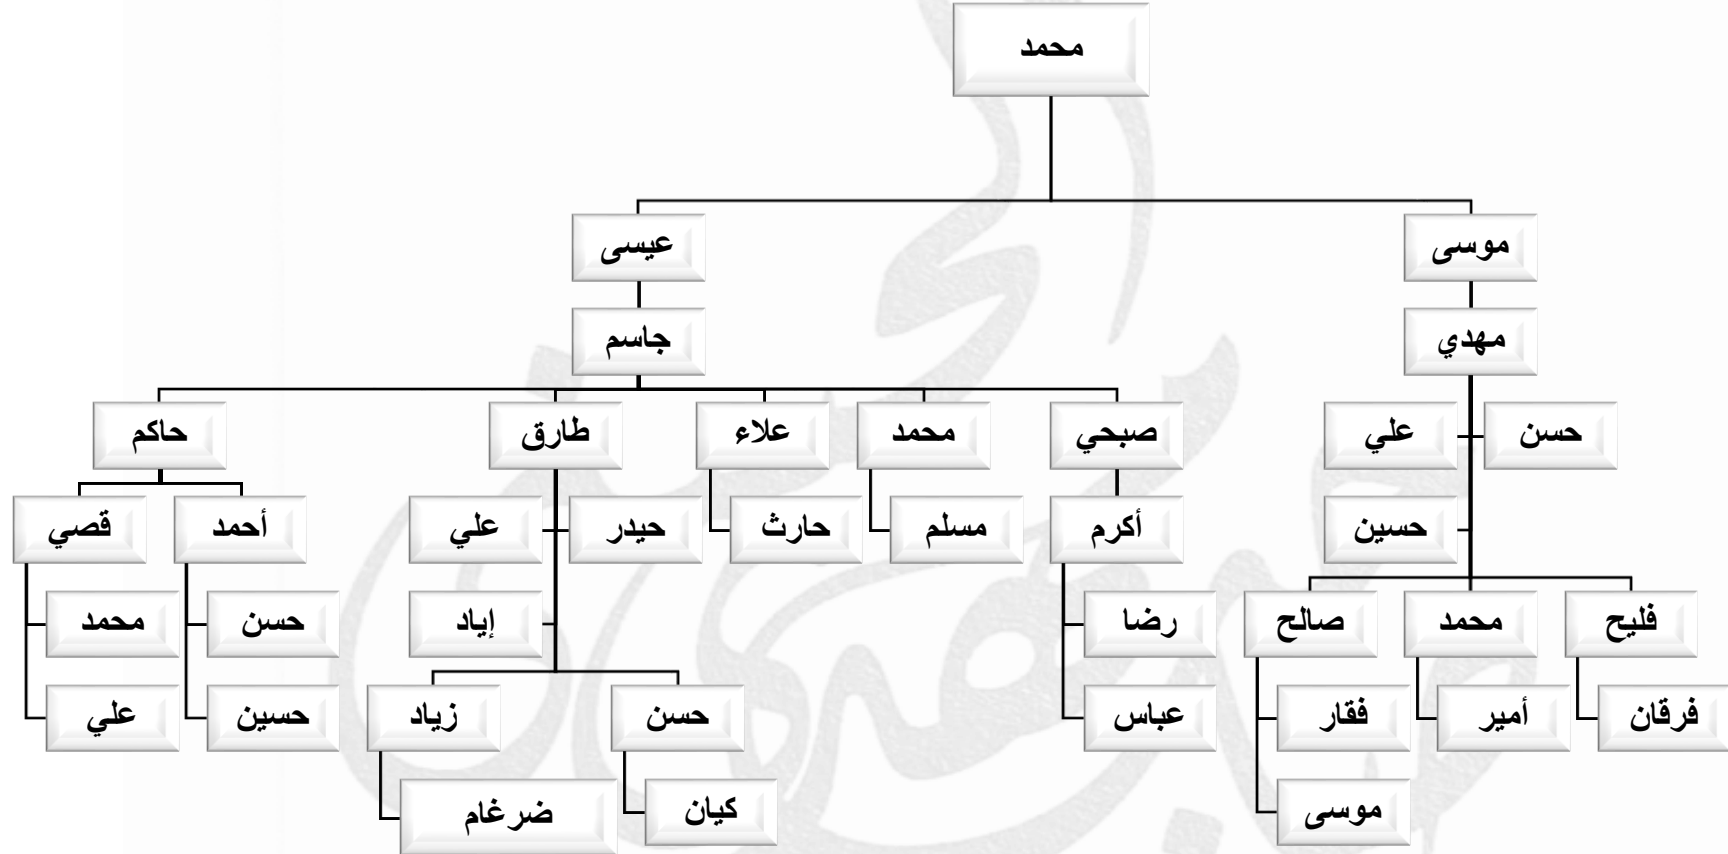 محمد
موسى
عيسى
مهدي
جاسم
حسن
علي
صبحي
محمد
علاء
طارق
حاكم
حسين
أكرم
مسلم
حارث
حيدر
علي
أحمد
قصي
فليح
محمد
صالح
رضا
إياد
حسن
محمد
فرقان
أمير
فقار
عباس
حسن
زياد
حسين
علي
موسى
كيان
ضرغام